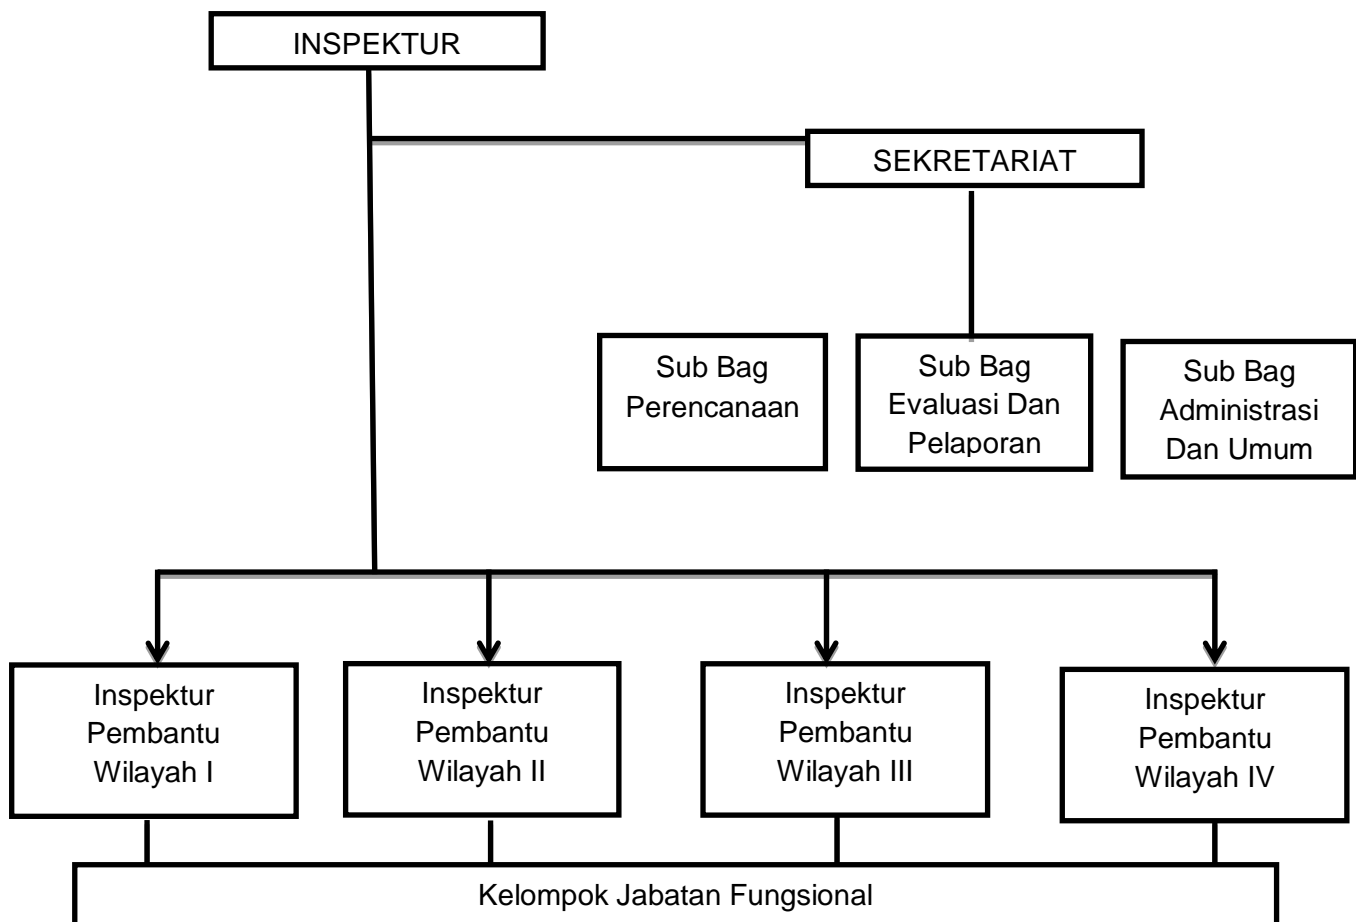 INSPEKTUR
SEKRETARIAT
Sub Bag
Perencanaan
Sub Bag
Evaluasi Dan
Pelaporan
Sub Bag
Administrasi
Dan Umum
Inspektur
Pembantu
Wilayah I
Inspektur
Pembantu
Wilayah II
Inspektur
Pembantu
Wilayah III
Inspektur
Pembantu
Wilayah IV
Kelompok Jabatan Fungsional